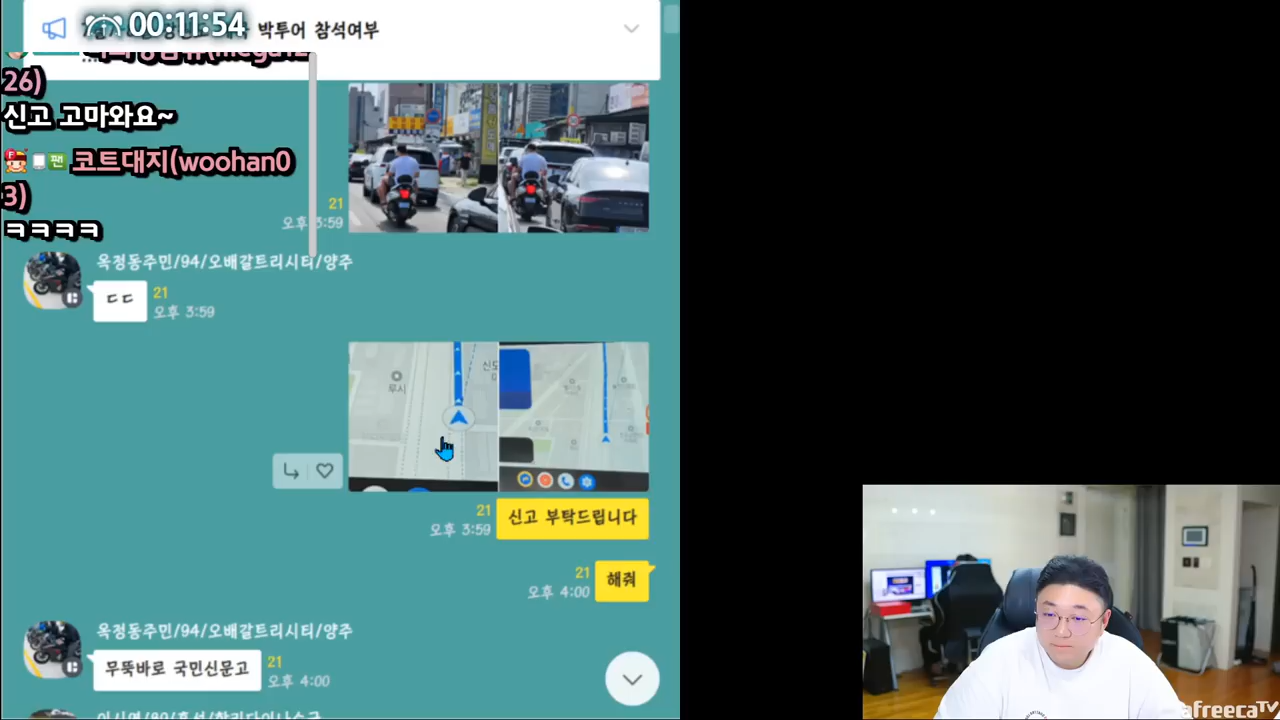 00:11:54
박투어 참석여부
26)
신고 고마와요~
팬 코트대지(woohan0
3)
ㅋㅋㅋㅋ
21
오후 3:59
옥정동주민/94/오배갈트리시티/양주
ㄷㄷ
21
오후 3:59
루시
21
오후 3:59
신고 부탁드립니다
21
오후 4:00
해줘
옥정동주민/94/오배갈트리시티/양주
무뚝바로 국민신문고
21
오후 4:00
afreecaTV